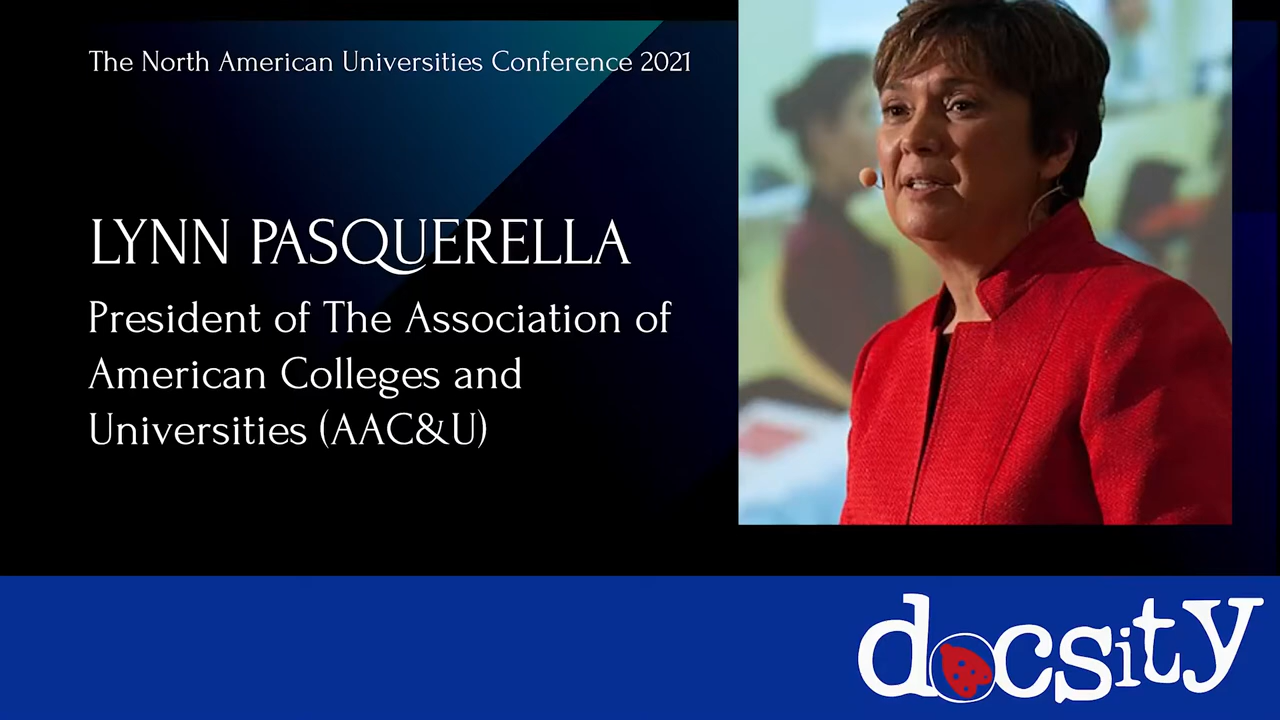 The North American Universities Conference 2021
LYNN PASQUERELLA
President of The Association of
American Colleges and
Universities (AAC&U)
docsity